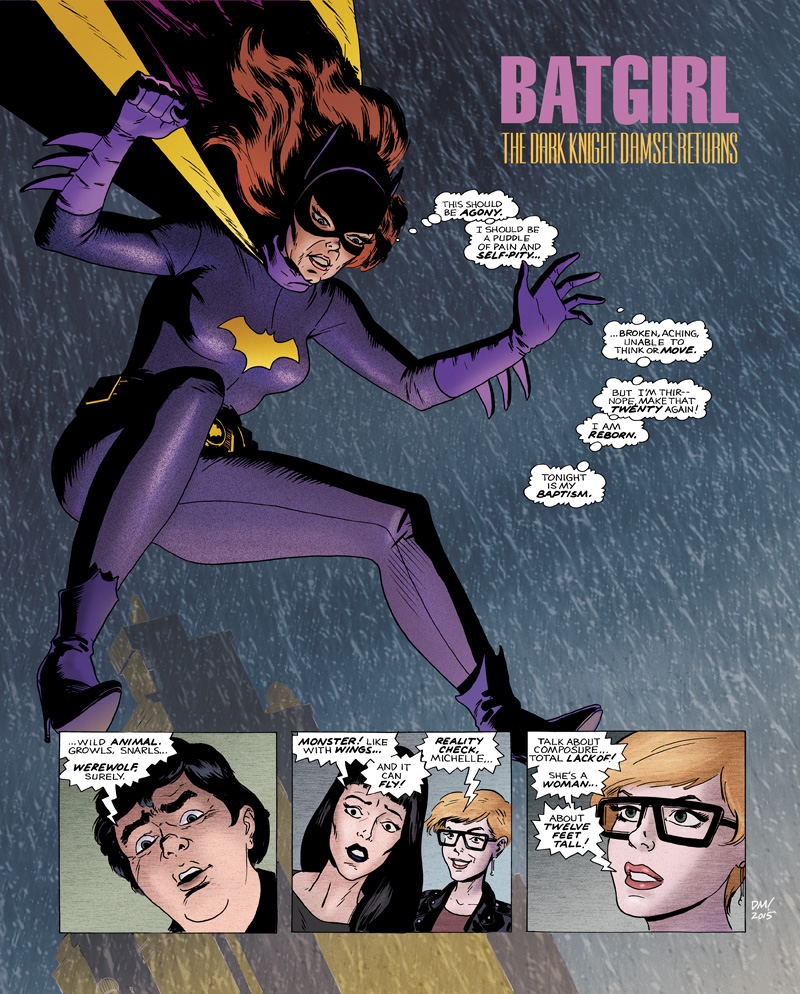 BATGIRL
THE DARK KNIGHT DAMSEL RETURNS
THIS SHOULD
BE AGONY.
I SHOULD BE
A PUDDLE
OF PAIN AND
SELF-PITY...
...BROKEN, ACHING,
UNABLE TO
THINK OR MOVE.
BUT I'M THIR--
NOPE, MAKE THAT
TWENTY AGAIN!
I AM
REBORN.
TONIGHT
IS MY
BAPTISM.
...WILD ANIMAL.
GROWLS, SNARLS...
WEREWOLF,
SURELY.
MONSTER! LIKE
WITH WINGS...
AND IT
CAN
FLY!
REALITY
CHECK,
MICHELLE...
TALK ABOUT
COMPOSURE...
TOTAL LACK OF!
SHE'S A
WOMAN...
ABOUT
TWELVE
FEET
TALL!
DM/
2015